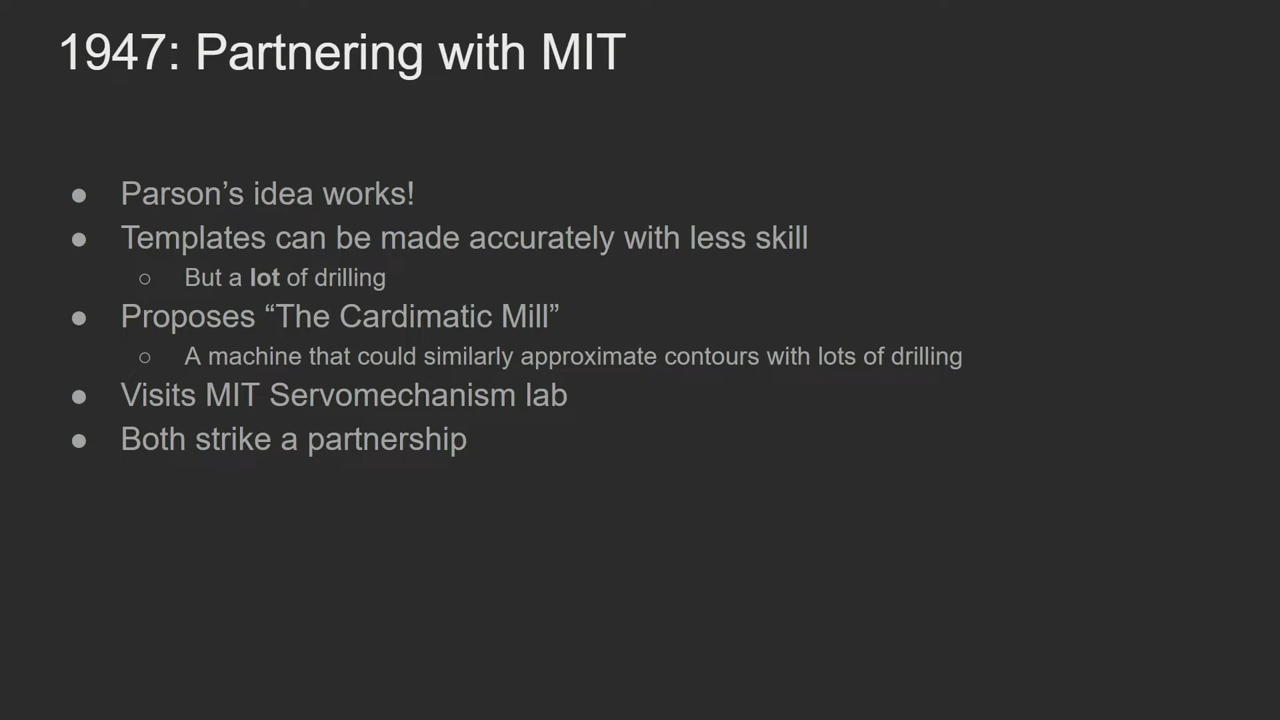 1947: Partnering with MIT
● Parson’s idea works!
● Templates can be made accurately with less skill
○ But a lot of drilling
● Proposes “The Cardimatic Mill”
○ A machine that could similarly approximate contours with lots of drilling
● Visits MIT Servomechanism lab
● Both strike a partnership